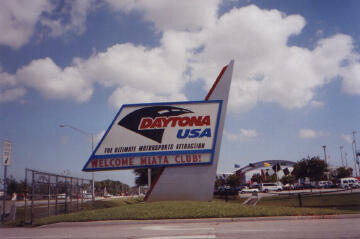 DAYTONA
USA
THE ULTIMATE MOTORSPORTS ATTRACTION
WELCOME MIATA CLUB!